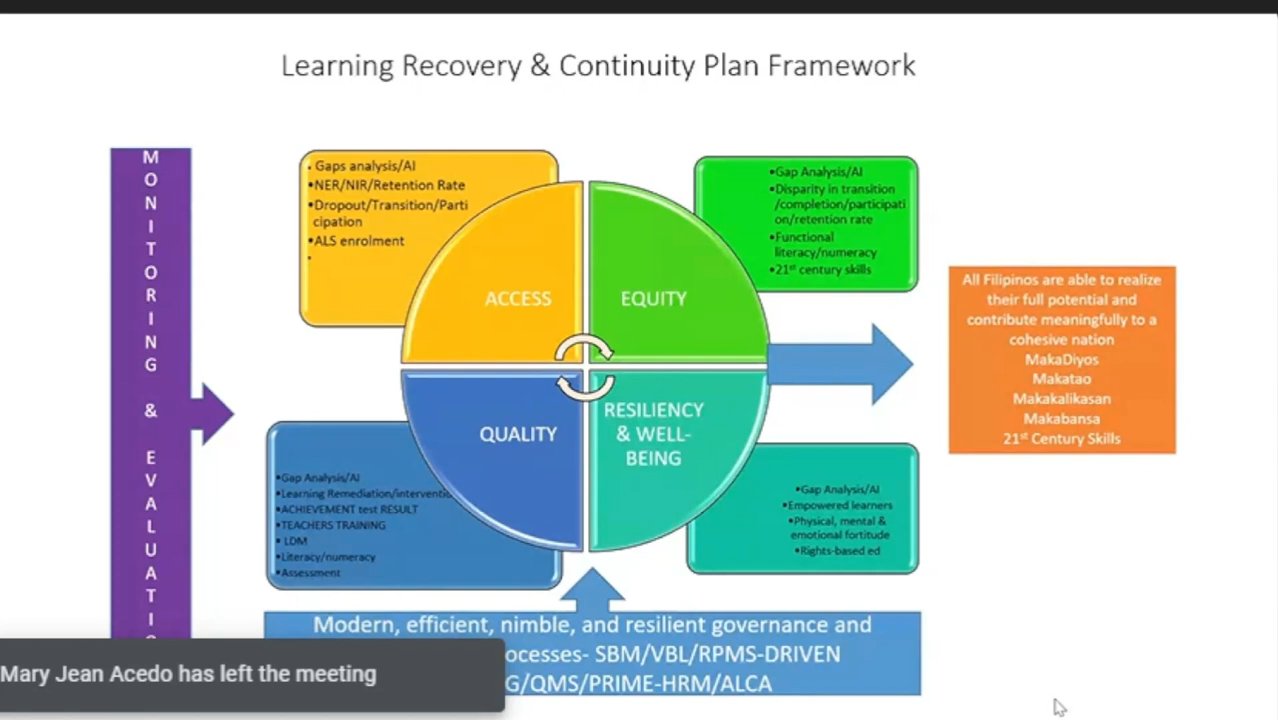 Learning Recovery & Continuity Plan Framework
M
O
N
I
T
O
R
I
N
G
&
E
V
A
L
U
A
T
I
• Gaps analysis/AI
•NER/NIR/Retention Rate
•Dropout/Transition/Parti
cipation
•ALS enrolment
•
•Gap Analysis/AI
•Disparity in transition
/completion/participati
on/retention rate
•Functional
literacy/numeracy
•21st century skills
ACCESS
EQUITY
QUALITY
RESILIENCY
& WELL-
BEING
•Gap Analysis/AI
•Learning Remediation/interventio
•ACHIEVEMENT test RESULT
•TEACHERS TRAINING
• LDM
•Literacy/numeracy
•Assessment
•Gap Analysis/AI
•Empowered learners
•Physical, mental &
emotional fortitude
•Rights-based ed
All Filipinos are able to realize
their full potential and
contribute meaningfully to a
cohesive nation
MakaDiyos
Makatao
Makakalikasan
Makabansa
21st Century Skills
Modern, efficient, nimble, and resilient governance and
ocesses- SBM/VBL/RPMS-DRIVEN
G/QMS/PRIME-HRM/ALCA
Mary Jean Acedo has left the meeting